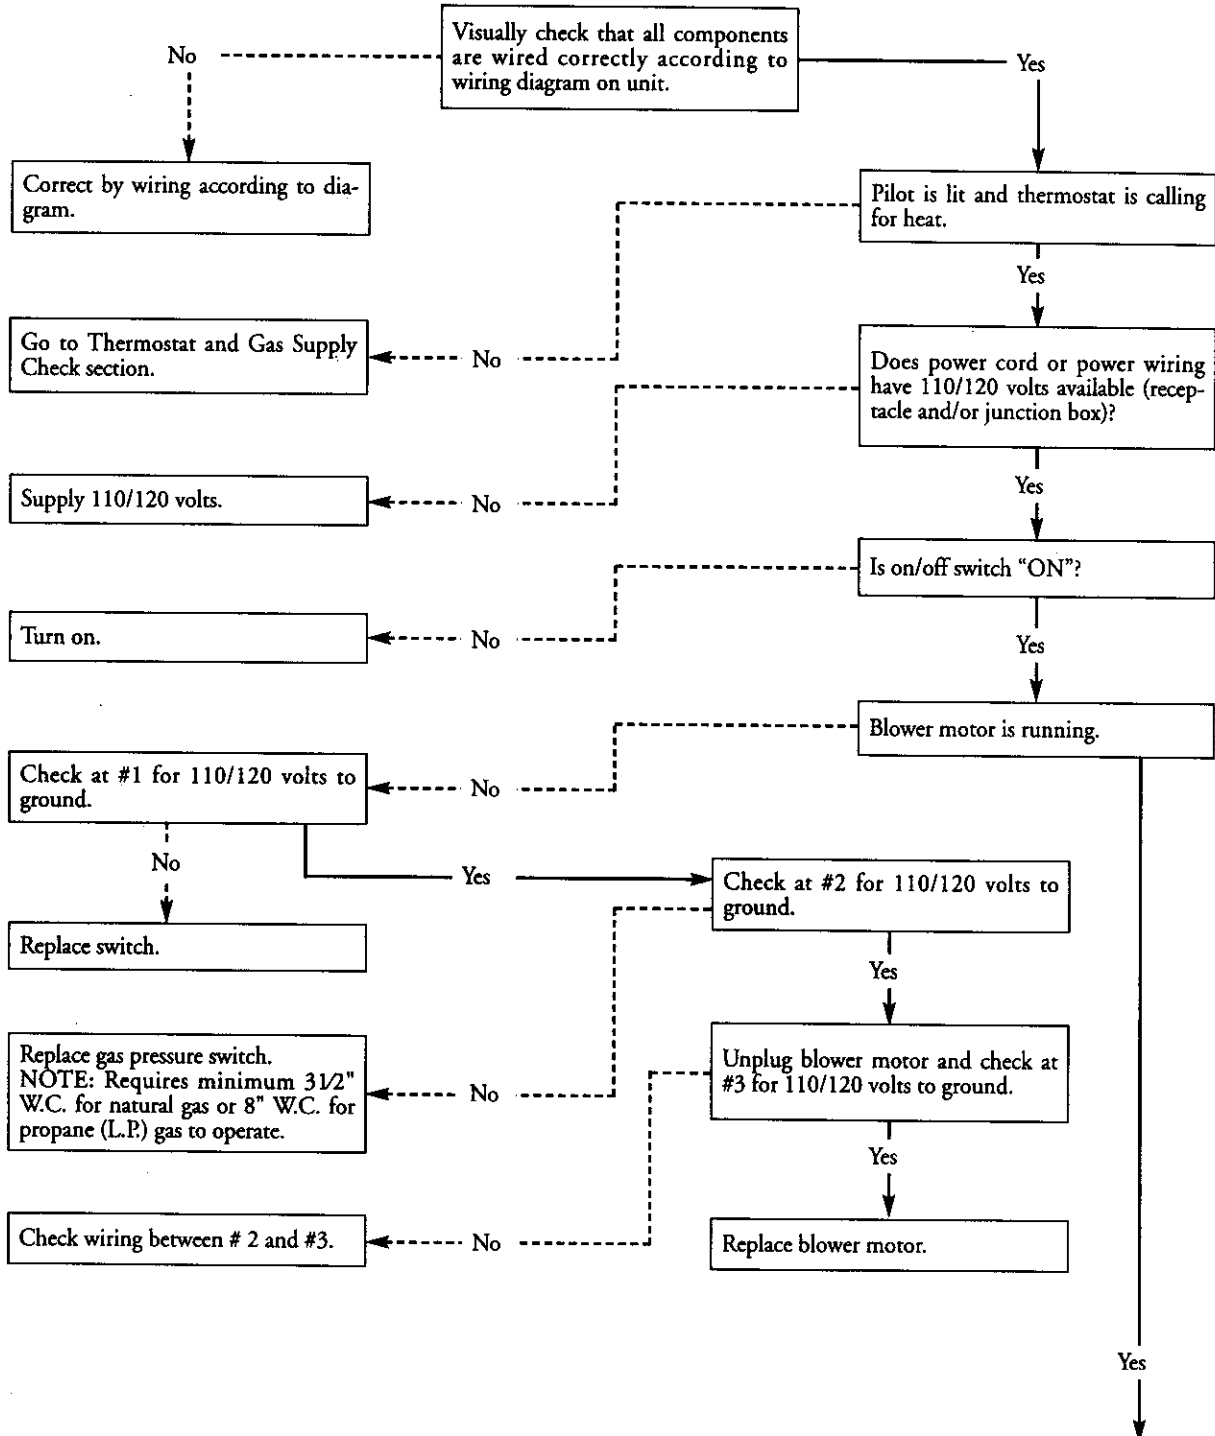 Visually check that all components
are wired correctly according to
wiring diagram on unit.
No
Yes
Correct by wiring according to dia-
gram.
Pilot is lit and thermostat is calling
for heat.
Yes
Go to Thermostat and Gas Supply
Check section.
No
Does power cord or power wiring
have 110/120 volts available (recep-
tacle and/or junction box)?
Yes
Supply 110/120 volts.
No
Is on/off switch “ON”?
Yes
Turn on.
No
Blower motor is running.
Check at #1 for 110/120 volts to
ground.
No
No
Yes
Check at #2 for 110/120 volts to
ground.
Replace switch.
Yes
Replace gas pressure switch.
NOTE: Requires minimum 31⁄2"
W.C. for natural gas or 8" W.C. for
propane (L.P.) gas to operate.
No
Unplug blower motor and check at
#3 for 110/120 volts to ground.
Yes
Check wiring between # 2 and #3.
No
Replace blower motor.
Yes